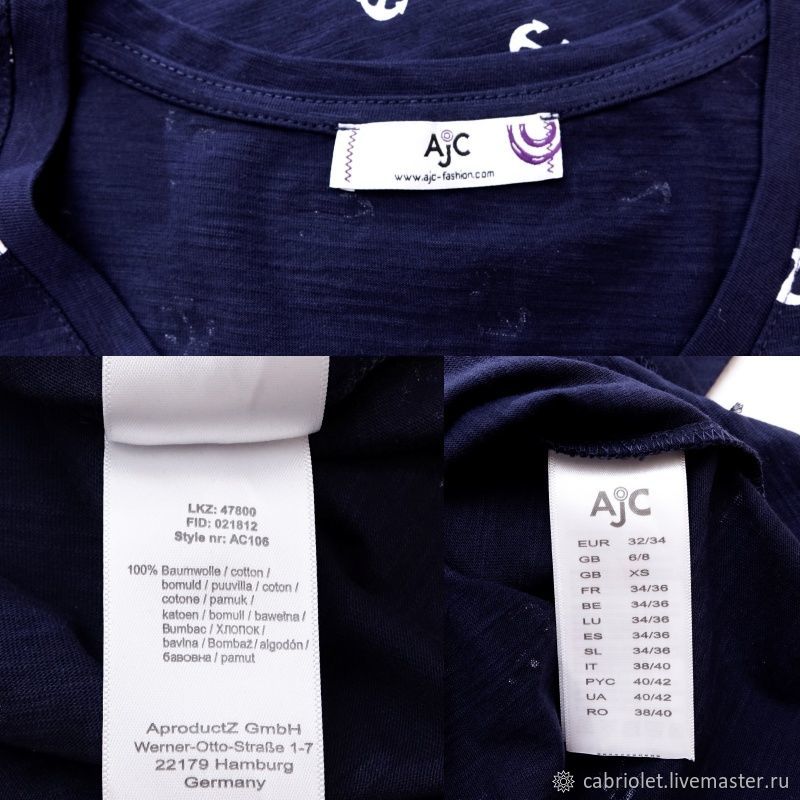 AjC
www.ajc-fashion.com
LKZ: 47800
FID: 021812
Style nr: AC106
100% Baumwolle / cotton /
bomuld / puuvilla / coton /
cotone / pamuk /
katoen / bomull / bawełna /
Bumbac / ХЛОПОК /
bavlna / Bombaž / algodón /
бавовна / pamut
AproductZ GmbH
Werner-Otto-Straße 1-7
22179 Hamburg
Germany
AjC
EUR 32/34
GB 6/8
GB XS
FR 34/36
BE 34/36
LU 34/36
ES 34/36
SL 34/36
IT 38/40
PYC 40/42
UA 40/42
RO 38/40
cabriolet.livemaster.ru